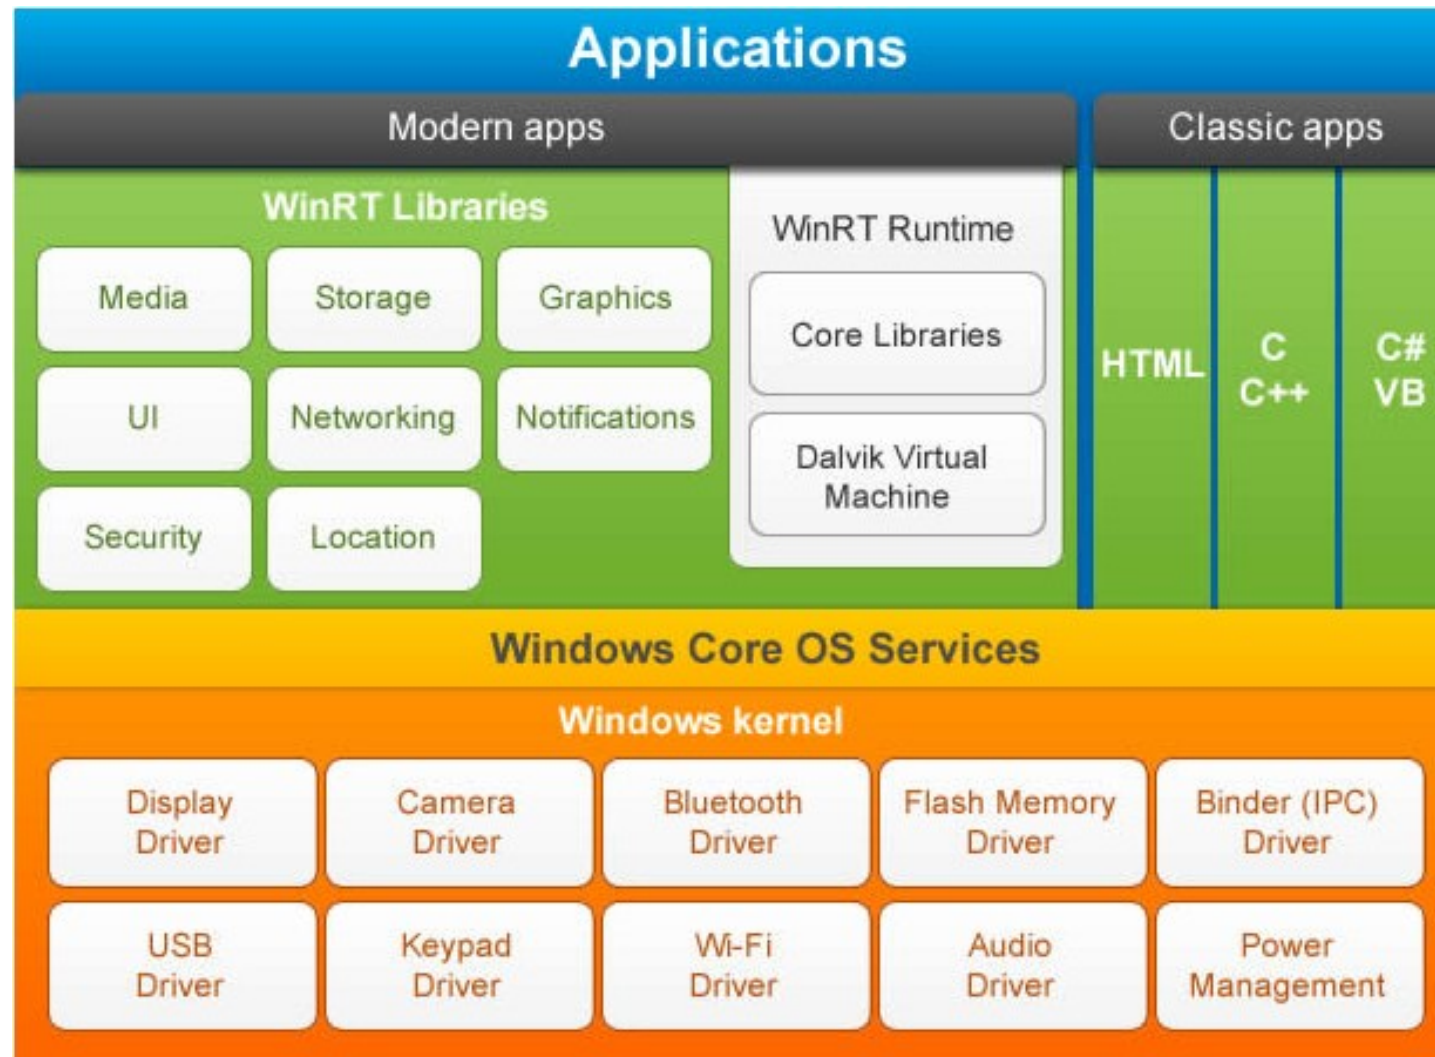 Applications
Modern apps
Classic apps
WinRT Libraries
Media
Storage
Graphics
UI
Networking
Notifications
Security
Location
WinRT Runtime
Core Libraries
Dalvik Virtual
Machine
HTML
C
C++
C#
VB
Windows Core OS Services
Windows kernel
Display
Driver
Camera
Driver
Bluetooth
Driver
Flash Memory
Driver
Binder (IPC)
Driver
USB
Driver
Keypad
Driver
Wi-Fi
Driver
Audio
Driver
Power
Management